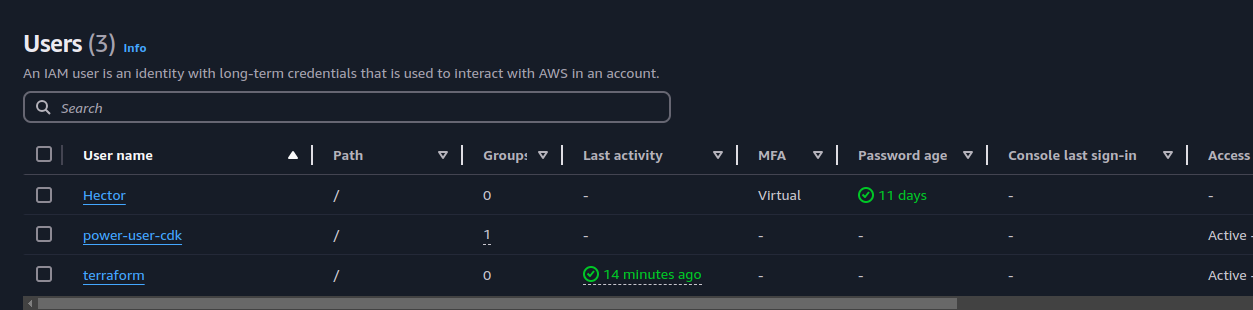 Users (3) Info
An IAM user is an identity with long-term credentials that is used to interact with AWS in an account.
Search
User name Path Groups Last activity MFA Password age Console last sign-in Access
Hector / 0 - Virtual 11 days - -
power-user-cdk / 1 - - - - Active -
terraform / 0 14 minutes ago - - - Active -